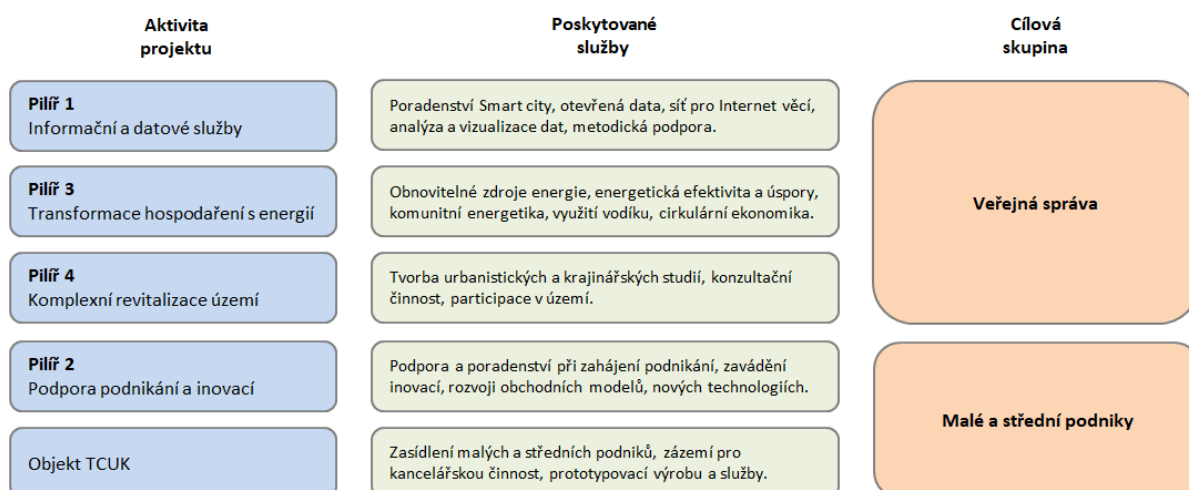 Aktivita
projektu
Poskytované
služby
Cílová
skupina
Pilíř 1
Informační a datové služby
Poradenství Smart city, otevřená data, síť pro Internet věcí,
analýza a vizualizace dat, metodická podpora.
Pilíř 3
Transformace hospodaření s energií
Obnovitelné zdroje energie, energetická efektivita a úspory,
komunitní energetika, využití vodíku, cirkulární ekonomika.
Veřejná správa
Pilíř 4
Komplexní revitalizace území
Tvorba urbanistických a krajinářských studií, konzultační
činnost, participace v území.
Pilíř 2
Podpora podnikání a inovací
Podpora a poradenství při zahájení podnikání, zavádění
inovací, rozvoji obchodních modelů, nových technologiích.
Malé a střední podniky
Objekt TCUK
Zasídlení malých a středních podniků, zázemí pro
kancelářskou činnost, prototypovací výrobu a služby.